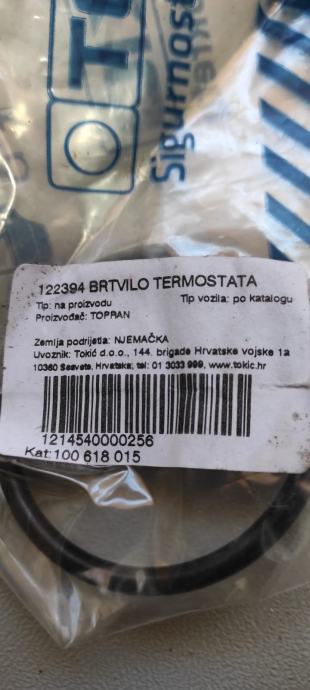 Sigurnost
122394 BRTVILO TERMOSTATA
Tip: na proizvodu Tip vozila: po katalogu
Proizvođač: TOPRAN
Zemlja podrijetla: NJEMAČKA
Uvoznik: Tokić d.o.o., 144. brigade Hrvatske vojske 1a
10360 Sesvete, Hrvatska, tel: 01 3033 999, www.tokic.hr
1214540000256
Kat:100 618 015